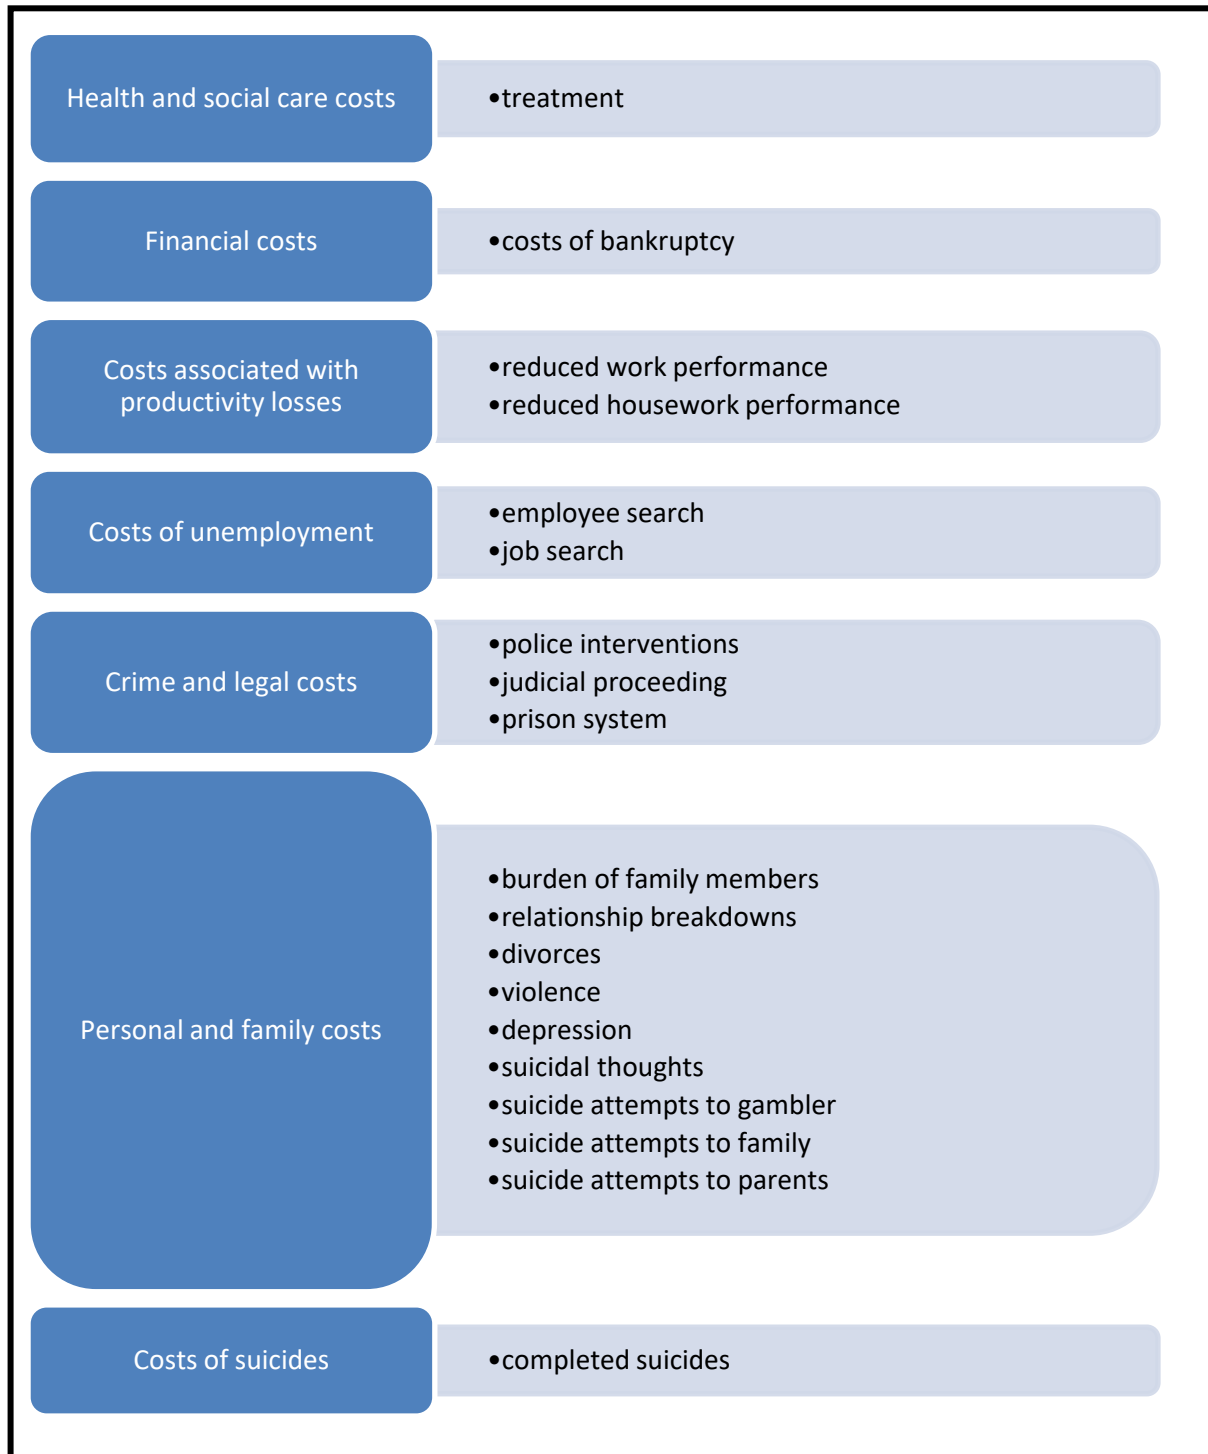 Health and social care costs
•treatment
Financial costs
•costs of bankruptcy
Costs associated with
productivity losses
•reduced work performance
•reduced housework performance
Costs of unemployment
•employee search
•job search
Crime and legal costs
•police interventions
•judicial proceeding
•prison system
Personal and family costs
•burden of family members
•relationship breakdowns
•divorces
•violence
•depression
•suicidal thoughts
•suicide attempts to gambler
•suicide attempts to family
•suicide attempts to parents
Costs of suicides
•completed suicides